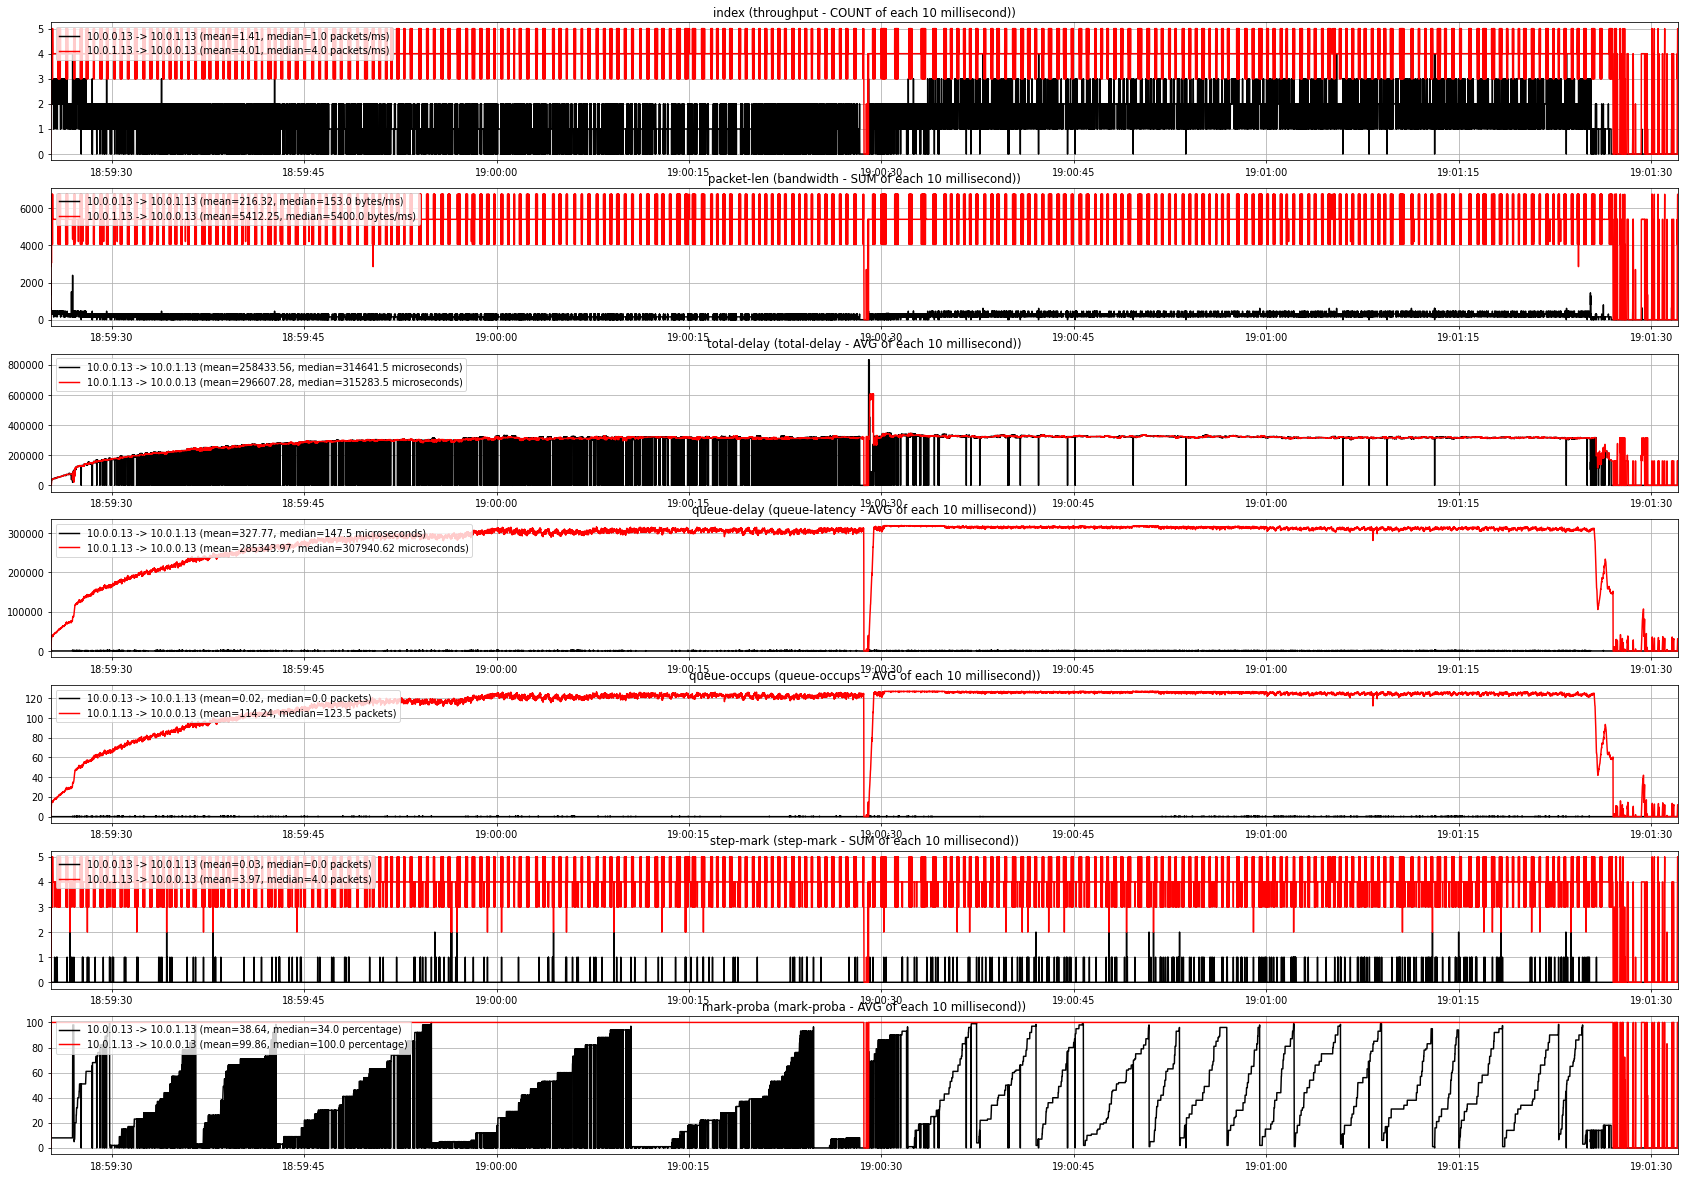 index (throughput - COUNT of each 10 millisecond))
5
4
3
2
1
0
10.0.0.13 -> 10.0.1.13 (mean=1.41, median=1.0 packets/ms)
10.0.1.13 -> 10.0.0.13 (mean=4.01, median=4.0 packets/ms)
18:59:30 18:59:45 19:00:00 19:00:15 19:00:30 19:00:45 19:01:00 19:01:15 19:01:30
packet-len (bandwidth - SUM of each 10 millisecond))
6000
4000
2000
0
10.0.0.13 -> 10.0.1.13 (mean=216.32, median=153.0 bytes/ms)
10.0.1.13 -> 10.0.0.13 (mean=5412.25, median=5400.0 bytes/ms)
18:59:30 18:59:45 19:00:00 19:00:15 19:00:30 19:00:45 19:01:00 19:01:15 19:01:30
total-delay (total-delay - AVG of each 10 millisecond))
800000
600000
400000
200000
0
10.0.0.13 -> 10.0.1.13 (mean=258433.56, median=314641.5 microseconds)
10.0.1.13 -> 10.0.0.13 (mean=296607.28, median=315283.5 microseconds)
18:59:30 18:59:45 19:00:00 19:00:15 19:00:30 19:00:45 19:01:00 19:01:15 19:01:30
queue-delay (queue-latency - AVG of each 10 millisecond))
300000
200000
100000
0
10.0.0.13 -> 10.0.1.13 (mean=327.77, median=147.5 microseconds)
10.0.1.13 -> 10.0.0.13 (mean=285343.97, median=307940.62 microseconds)
18:59:30 18:59:45 19:00:00 19:00:15 19:00:30 19:00:45 19:01:00 19:01:15 19:01:30
queue-occups (queue-occups - AVG of each 10 millisecond))
120
100
80
60
40
20
0
10.0.0.13 -> 10.0.1.13 (mean=0.02, median=0.0 packets)
10.0.1.13 -> 10.0.0.13 (mean=114.24, median=123.5 packets)
18:59:30 18:59:45 19:00:00 19:00:15 19:00:30 19:00:45 19:01:00 19:01:15 19:01:30
step-mark (step-mark - SUM of each 10 millisecond))
5
4
3
2
1
0
10.0.0.13 -> 10.0.1.13 (mean=0.03, median=0.0 packets)
10.0.1.13 -> 10.0.0.13 (mean=3.97, median=4.0 packets)
18:59:30 18:59:45 19:00:00 19:00:15 19:00:30 19:00:45 19:01:00 19:01:15 19:01:30
mark-proba (mark-proba - AVG of each 10 millisecond))
100
80
60
40
20
0
10.0.0.13 -> 10.0.1.13 (mean=38.64, median=34.0 percentage)
10.0.1.13 -> 10.0.0.13 (mean=99.86, median=100.0 percentage)
18:59:30 18:59:45 19:00:00 19:00:15 19:00:30 19:00:45 19:01:00 19:01:15 19:01:30